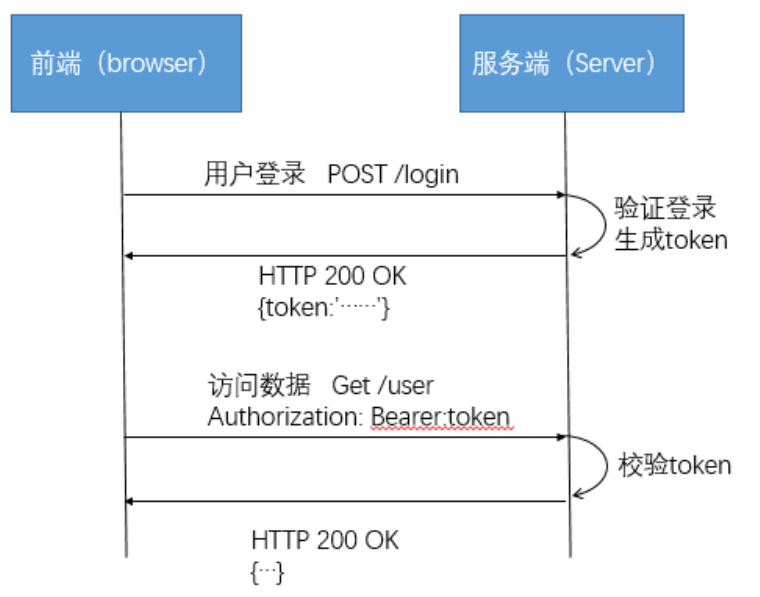 前端（browser）
服务端（Server）
用户登录 POST /login
验证登录
生成token
HTTP 200 OK
{token:'……'}
访问数据 Get /user
Authorization: Bearer:token
校验token
HTTP 200 OK
{…}